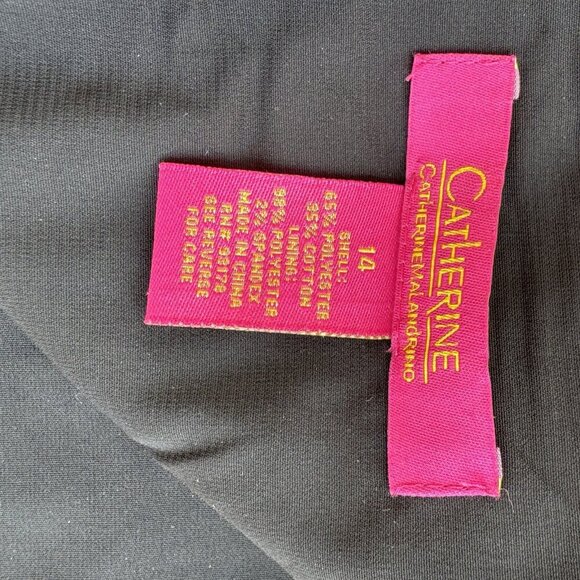 CATHERINE
CATHERINE MALANDRINO
14
SHELL:
65% POLYESTER
35% COTTON
LINING:
98% POLYESTER
2% SPANDEX
MADE IN CHINA
RN# 99178
SEE REVERSE
FOR CARE